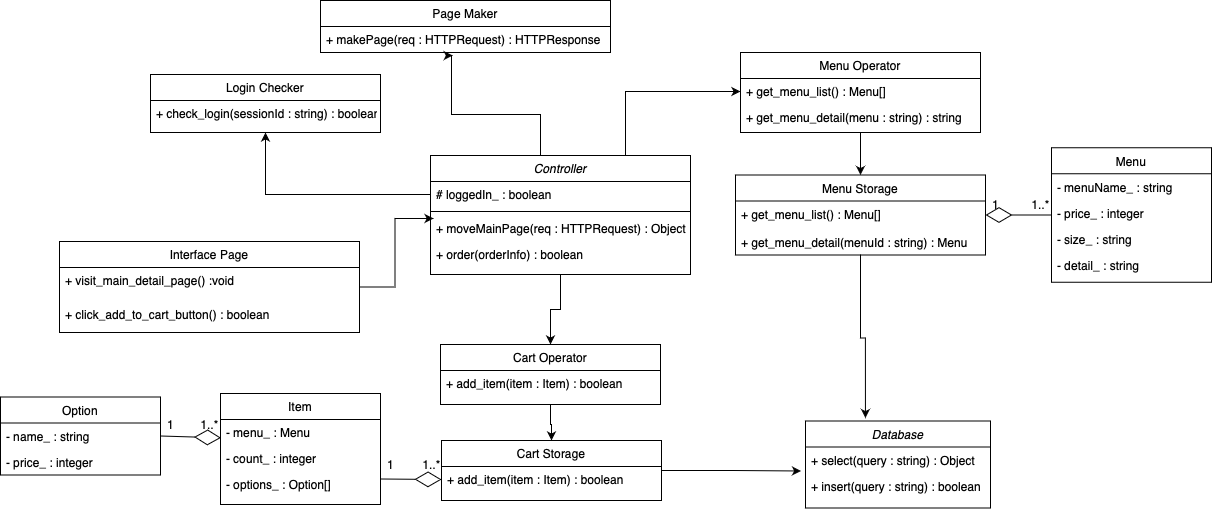 Page Maker
+ makePage(req : HTTPRequest) : HTTPResponse
Login Checker
+ check_login(sessionId : string) : boolean
Menu Operator
+ get_menu_list() : Menu[]
+ get_menu_detail(menu : string) : string
Controller
# loggedIn_ : boolean
+ moveMainPage(req : HTTPRequest) : Object
+ order(orderInfo) : boolean
Menu Storage
+ get_menu_list() : Menu[]
+ get_menu_detail(menuId : string) : Menu
1
1..*
Menu
- menuName_ : string
- price_ : integer
- size_ : string
- detail_ : string
Interface Page
+ visit_main_detail_page() :void
+ click_add_to_cart_button() : boolean
Cart Operator
+ add_item(item : Item) : boolean
Option
- name_ : string
- price_ : integer
1
1..*
Item
- menu_ : Menu
- count_ : integer
- options_ : Option[]
1
1..*
Cart Storage
+ add_item(item : Item) : boolean
Database
+ select(query : string) : Object
+ insert(query : string) : boolean